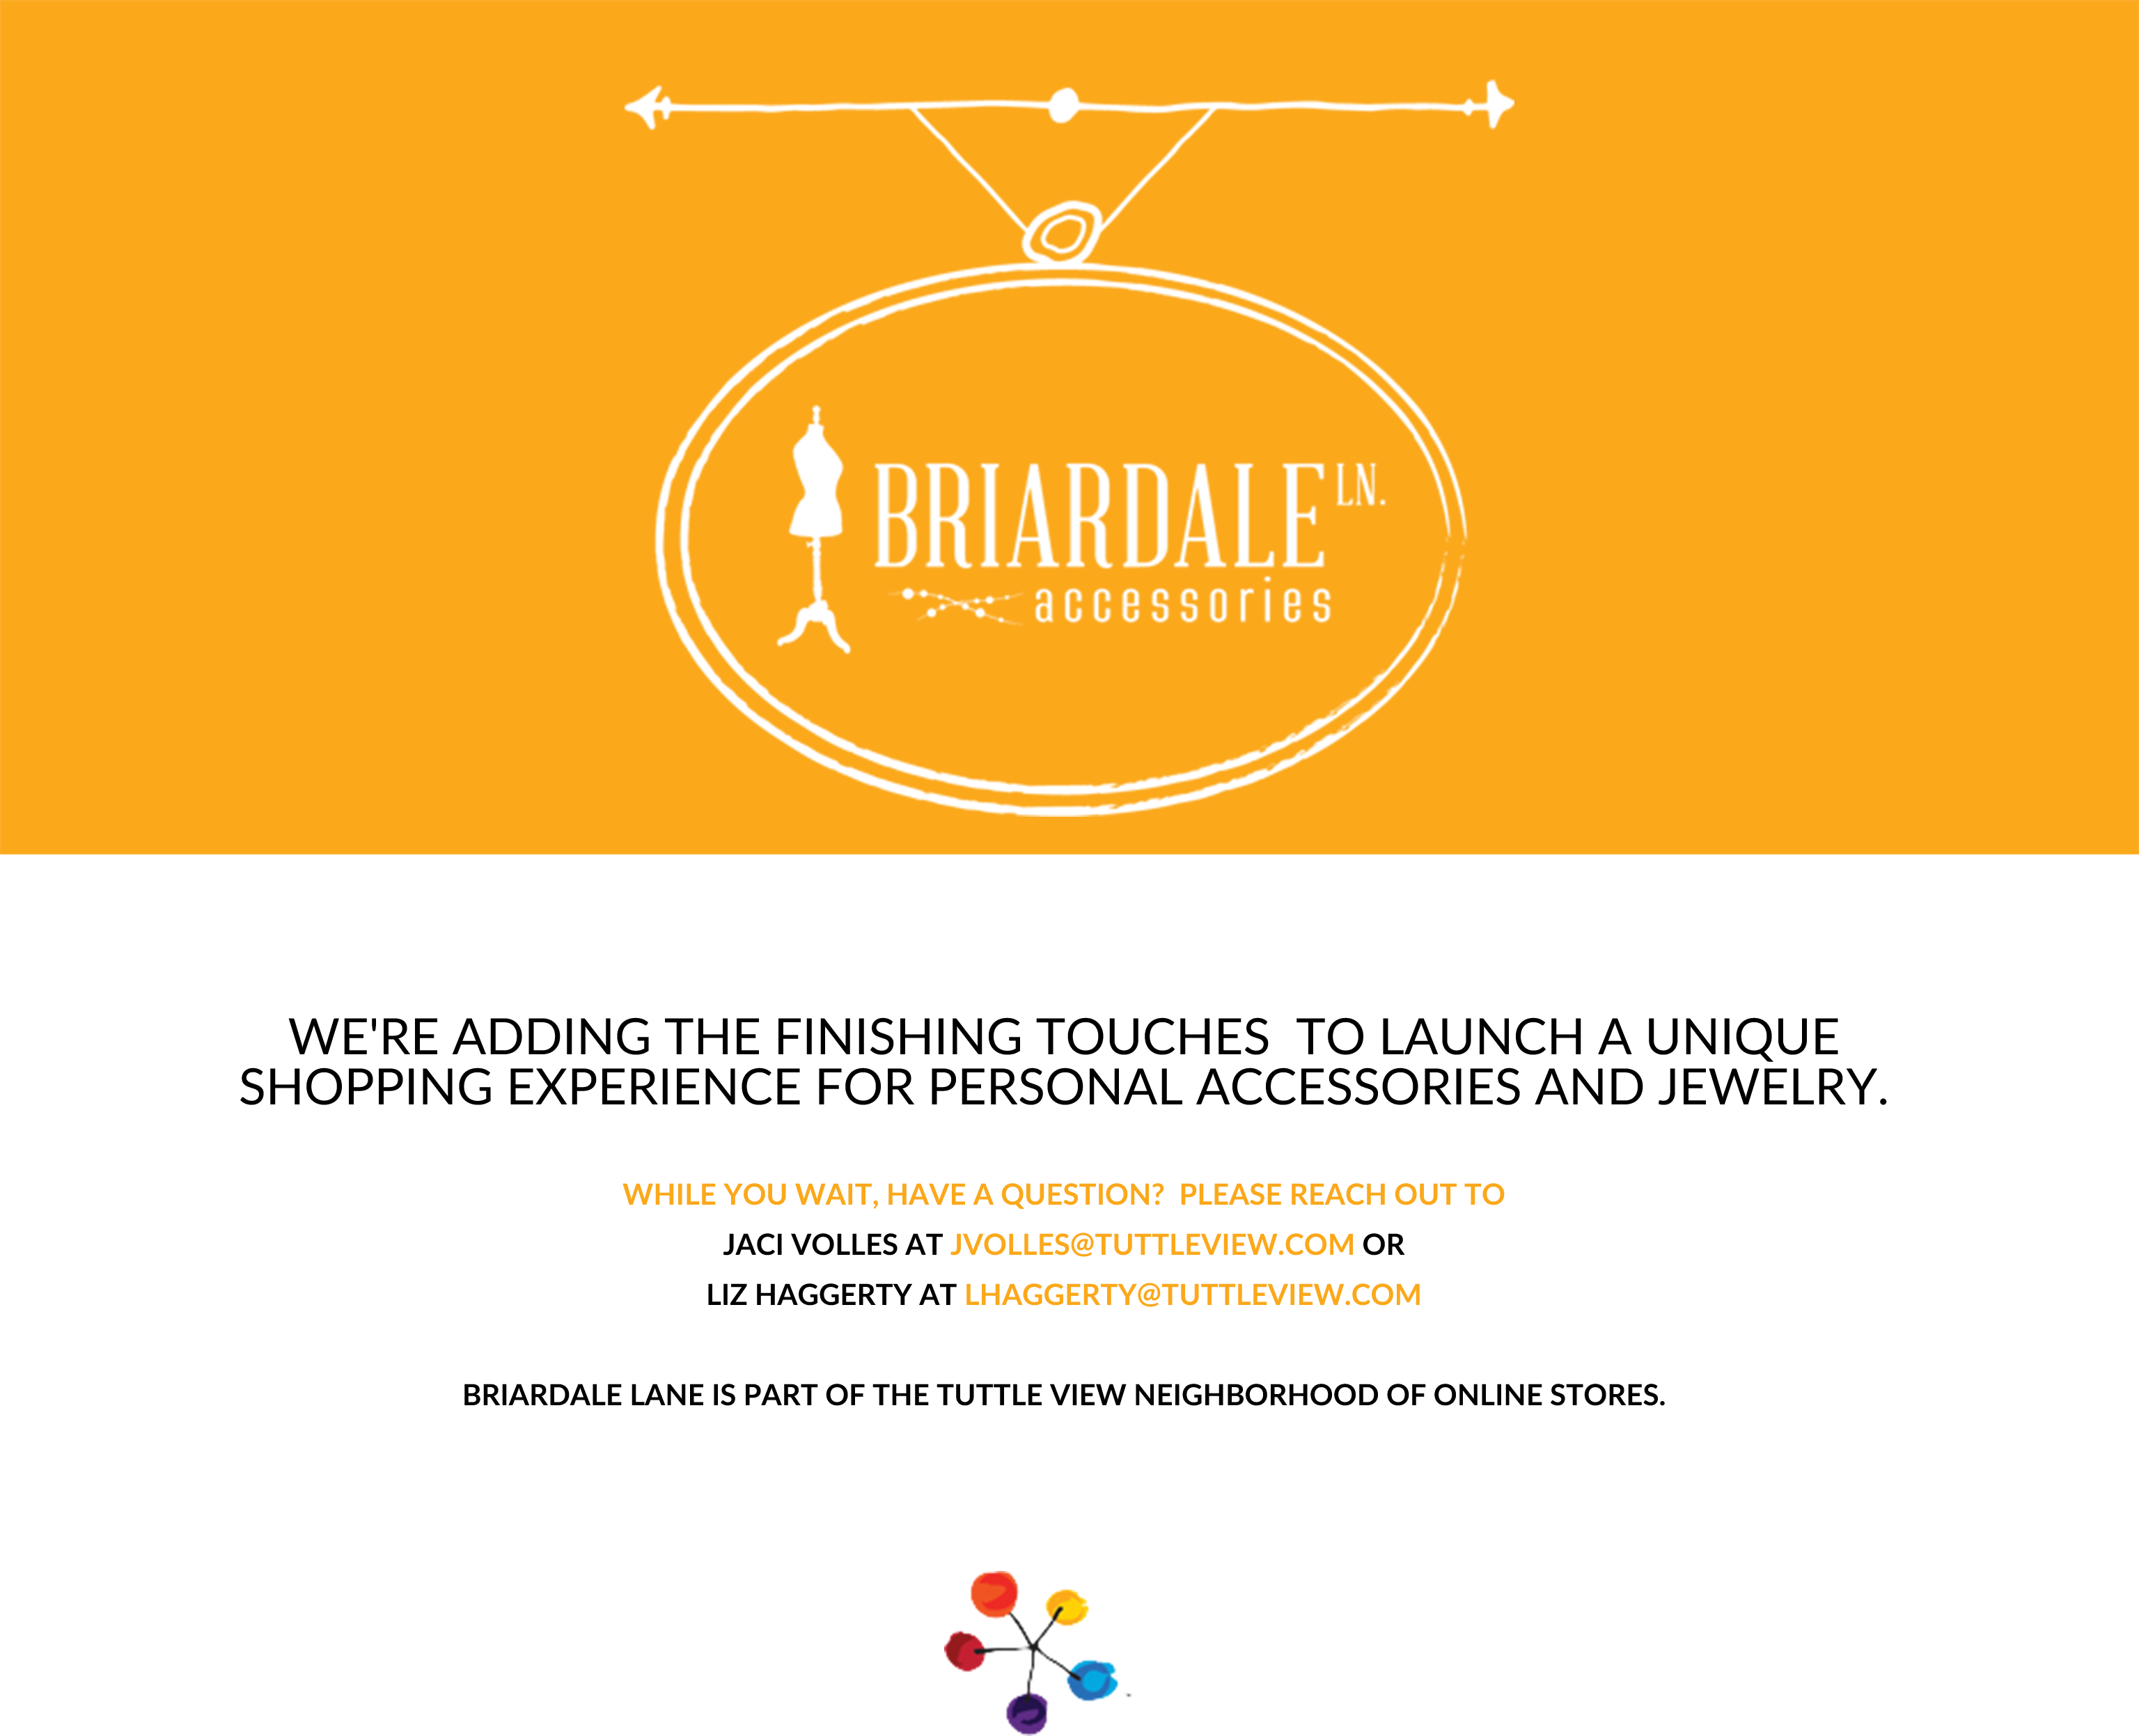 BRIARDALE LN.
accessories
WE'RE ADDING THE FINISHING TOUCHES  TO LAUNCH A UNIQUE
SHOPPING EXPERIENCE FOR PERSONAL ACCESSORIES AND JEWELRY.
WHILE YOU WAIT, HAVE A QUESTION?  PLEASE REACH OUT TO
JACI VOLLES AT JVOLLES@TUTTLEVIEW.COM OR
LIZ HAGGERTY AT LHAGGERTY@TUTTLEVIEW.COM
BRIARDALE LANE IS PART OF THE TUTTLE VIEW NEIGHBORHOOD OF ONLINE STORES.